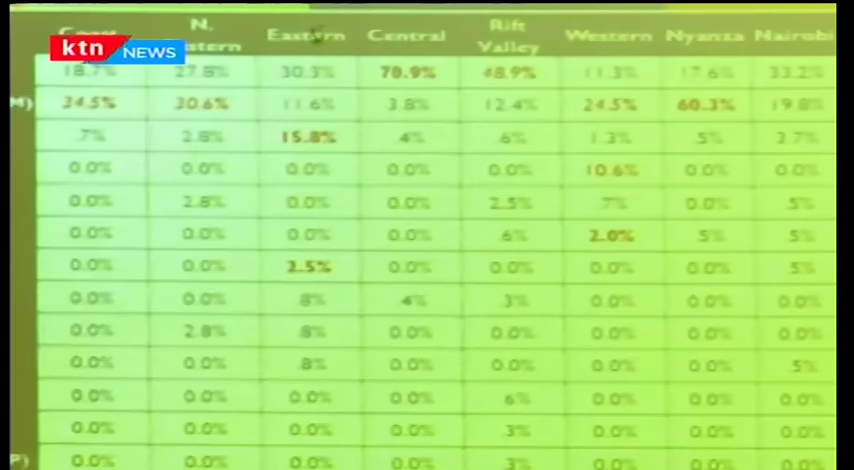 Coast N. Eastern Eastern Central Rift Valley Western Nyanza Nairobi
ktn NEWS
18.7% 27.8% 30.3% 70.9% 48.9% 11.3% 17.6% 33.2%
M) 34.5% 30.6% 11.6% 3.8% 12.4% 24.5% 60.3% 19.8%
.7% 2.8% 15.8% .4% .6% 1.3% .5% 3.7%
0.0% 0.0% 0.0% 0.0% 0.0% 10.6% 0.0% 0.0%
0.0% 2.8% 0.0% 0.0% 2.5% .7% 0.0% .5%
0.0% 0.0% 0.0% 0.0% .6% 2.0% .5% .5%
0.0% 0.0% 2.5% 0.0% 0.0% 0.0% 0.0% .5%
0.0% 0.0% .8% .4% .3% 0.0% 0.0% 0.0%
0.0% 2.8% .8% 0.0% 0.0% 0.0% 0.0% 0.0%
0.0% 0.0% .8% 0.0% 0.0% 0.0% 0.0% .5%
0.0% 0.0% 0.0% 0.0% .6% 0.0% 0.0% 0.0%
0.0% 0.0% 0.0% 0.0% .3% 0.0% 0.0% 0.0%
P) 0.0% 0.0% 0.0% 0.0% .3% 0.0% 0.0% 0.0%